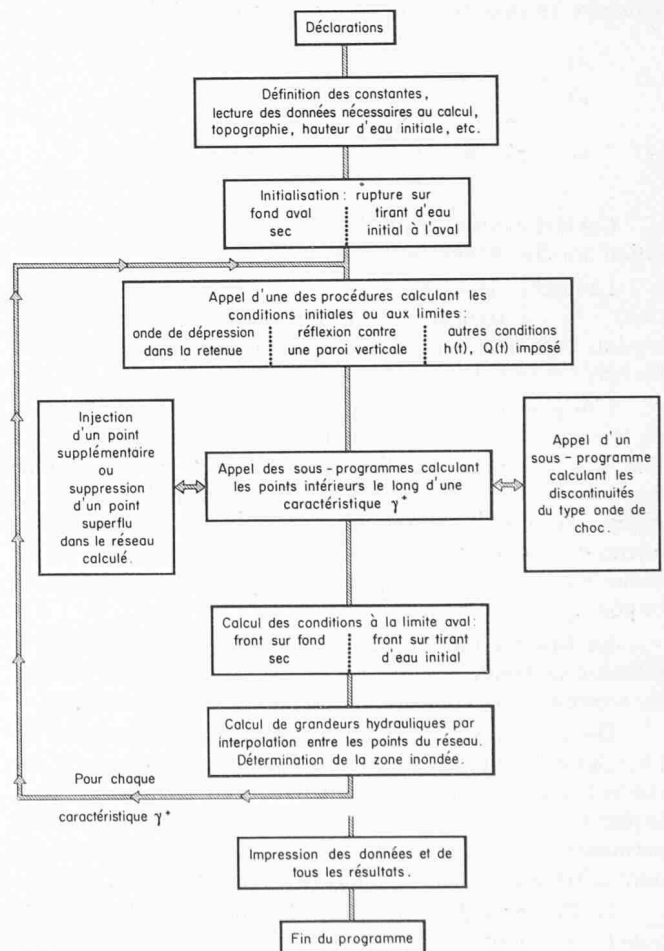 Déclarations
Définition des constantes,
lecture des données nécessaires au calcul,
topographie, hauteur d'eau initiale, etc.
Initialisation : rupture sur
fond aval
sec
tirant d'eau
initial à l'aval
Appel d'une des procédures calculant les
conditions initiales ou aux limites:
onde de dépression
dans la retenue
réflexion contre
une paroi verticale
autres conditions
h(t), Q(t) imposé
Injection
d'un point
supplémentaire
ou
suppression
d'un point
superflu
dans le réseau
calculé.
Appel des sous-programmes calculant
les points intérieurs le long d'une
caractéristique γ⁺
Appel d'un
sous-programme
calculant les
discontinuités
du type onde de
choc.
Calcul des conditions à la limite aval:
front sur fond
sec
front sur tirant
d'eau initial
Calcul de grandeurs hydrauliques par
interpolation entre les points du réseau.
Détermination de la zone inondée.
Pour chaque
caractéristique γ⁺
Impression des données et de
tous les résultats.
Fin du programme